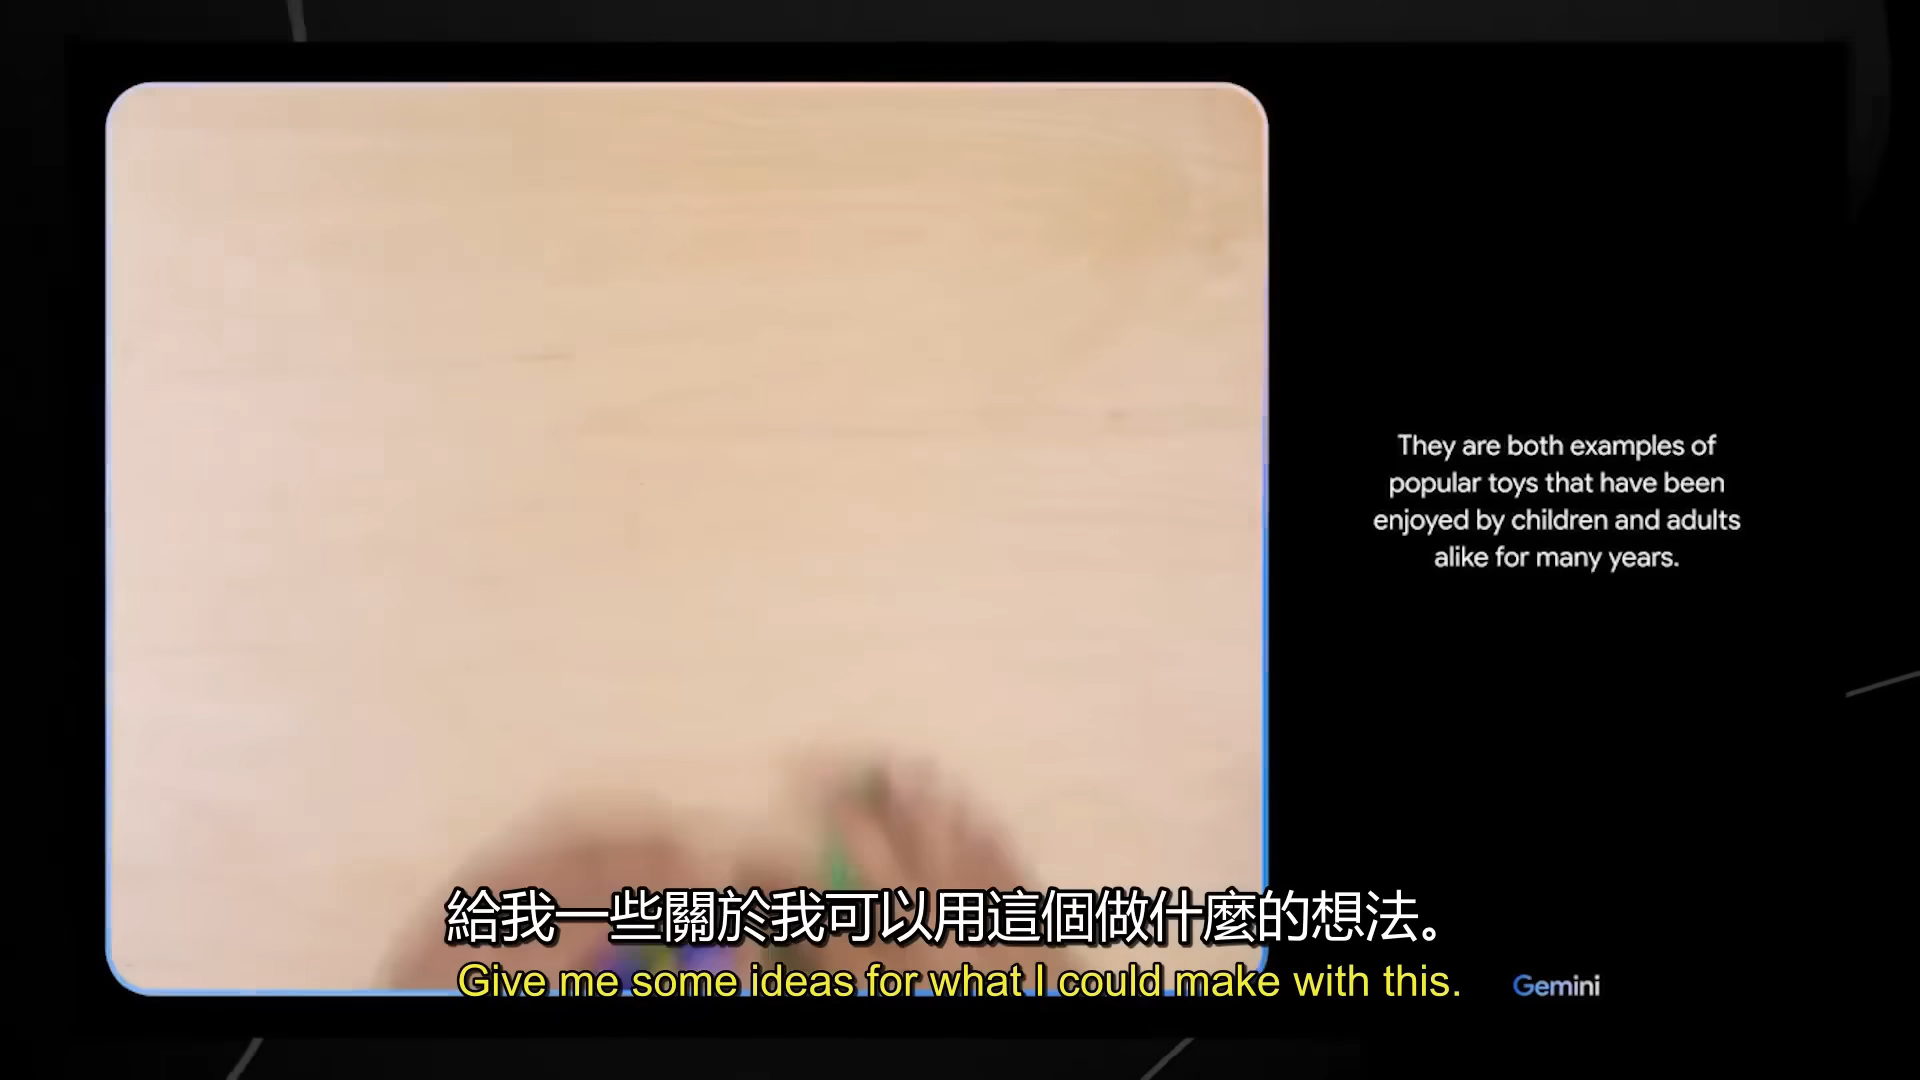 They are both examples of
popular toys that have been
enjoyed by children and adults
alike for many years.
給我一些關於我可以用這個做什麼的想法。
Give me some ideas for what I could make with this.
Gemini